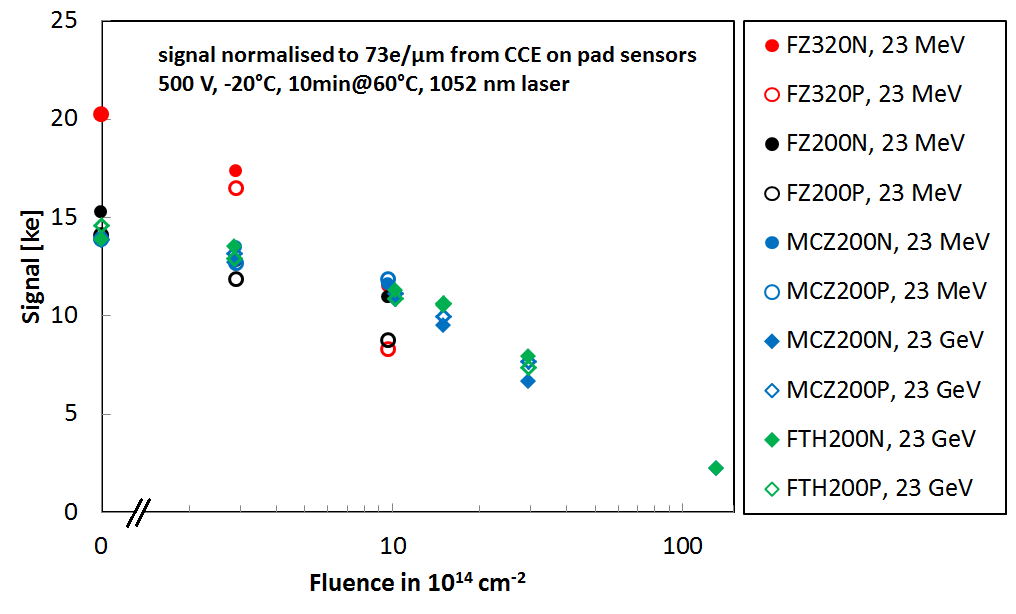 25
20
15
10
5
0
Signal [ke]
signal normalised to 73e/µm from CCE on pad sensors
500 V, -20°C, 10min@60°C, 1052 nm laser
0
10
100
Fluence in 10¹⁴ cm⁻²
FZ320N, 23 MeV
FZ320P, 23 MeV
FZ200N, 23 MeV
FZ200P, 23 MeV
MCZ200N, 23 MeV
MCZ200P, 23 MeV
MCZ200N, 23 GeV
MCZ200P, 23 GeV
FTH200N, 23 GeV
FTH200P, 23 GeV